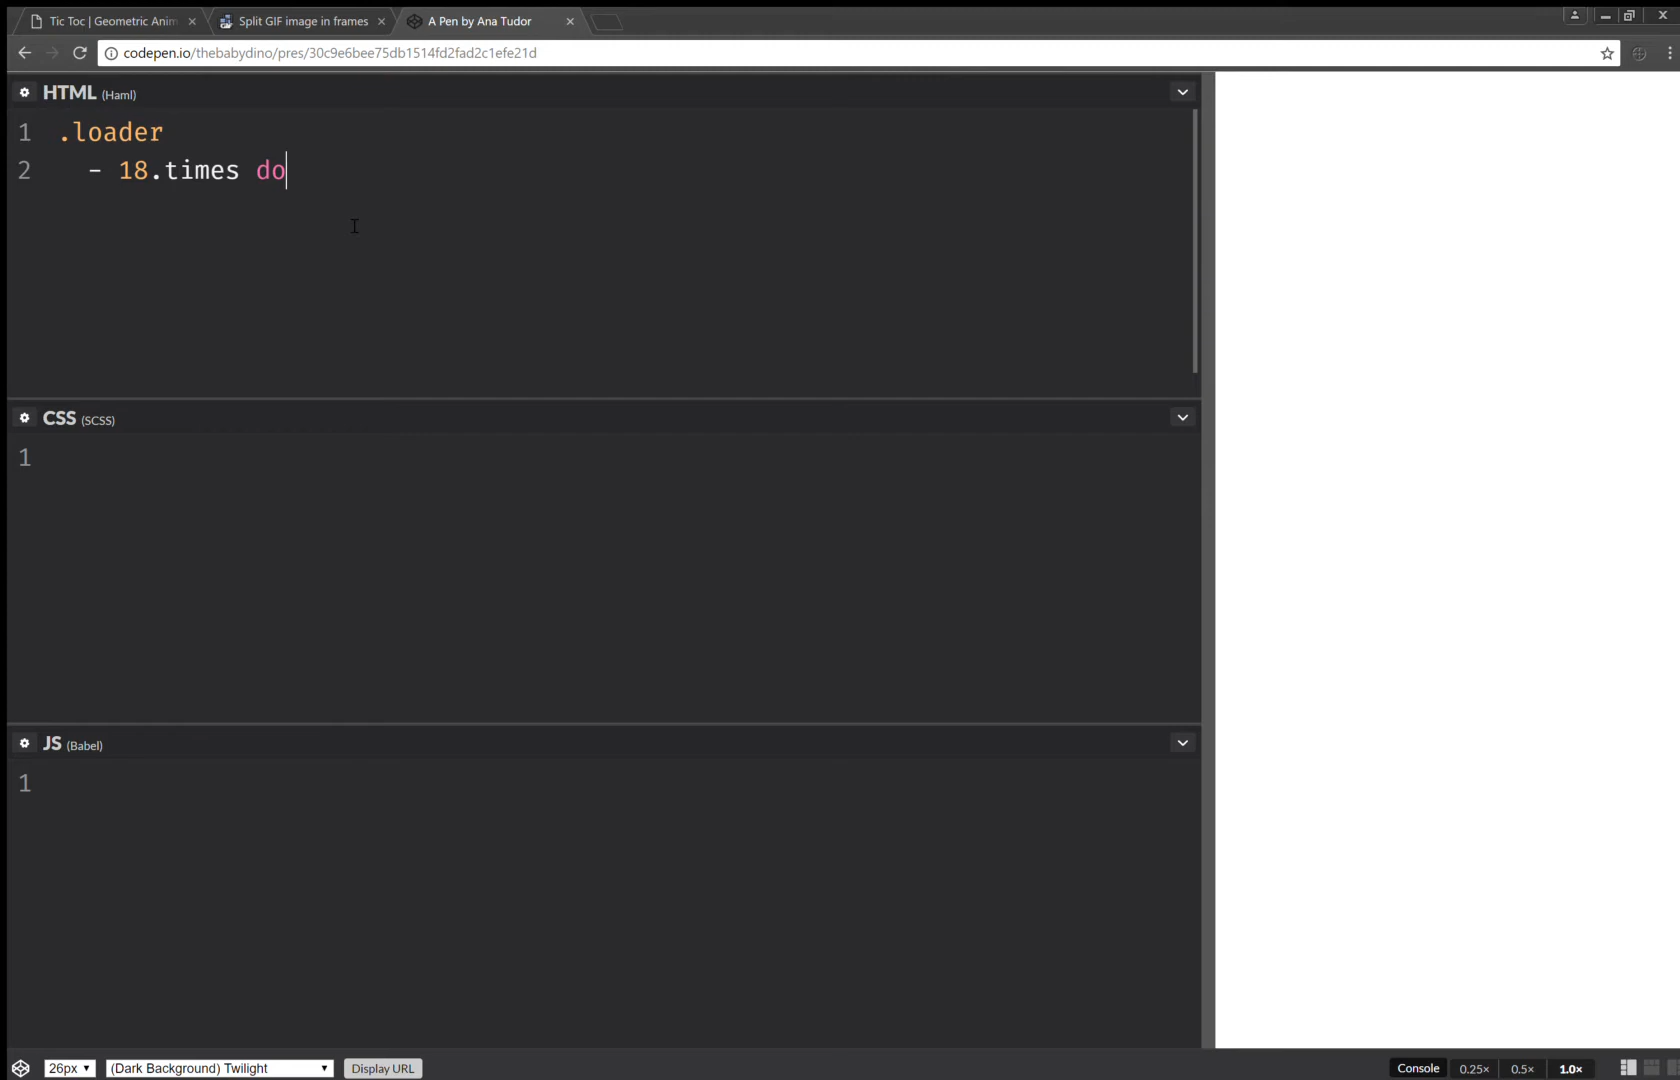 Tic Toc | Geometric Anim
Split GIF image in frames
A Pen by Ana Tudor
codepen.io/thebabydino/pres/30c9e6bee75db1514fd2fad2c1efe21d
HTML (Haml)
1 .loader
2 - 18.times do
CSS (SCSS)
1
JS (Babel)
1
26px (Dark Background) Twilight Display URL Console 0.25× 0.5× 1.0×